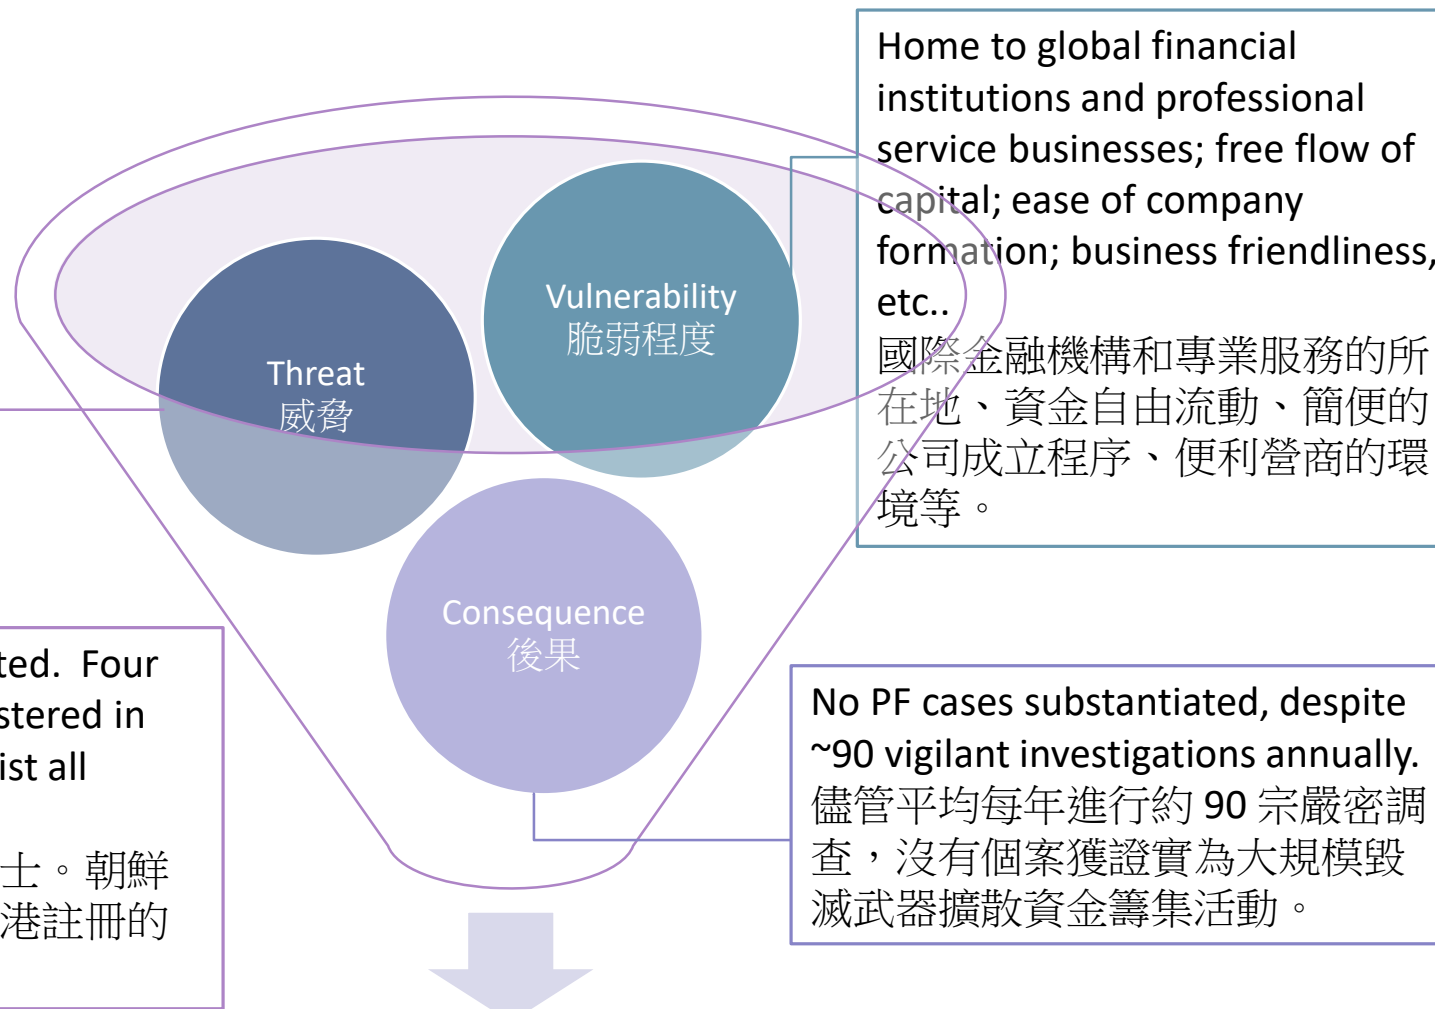 Home to global financial
institutions and professional
service businesses; free flow of
capital; ease of company
formation; business friendliness,
etc..
國際金融機構和專業服務的所
在地、資金自由流動、簡便的
公司成立程序、便利營商的環
境等。
Vulnerability
脆弱程度
Threat
威脅
Consequence
後果
ted.  Four
stered in
ist all
士。朝鮮
港註冊的
No PF cases substantiated, despite
~90 vigilant investigations annually.
儘管平均每年進行約 90 宗嚴密調
查，沒有個案獲證實為大規模毀
滅武器擴散資金籌集活動。